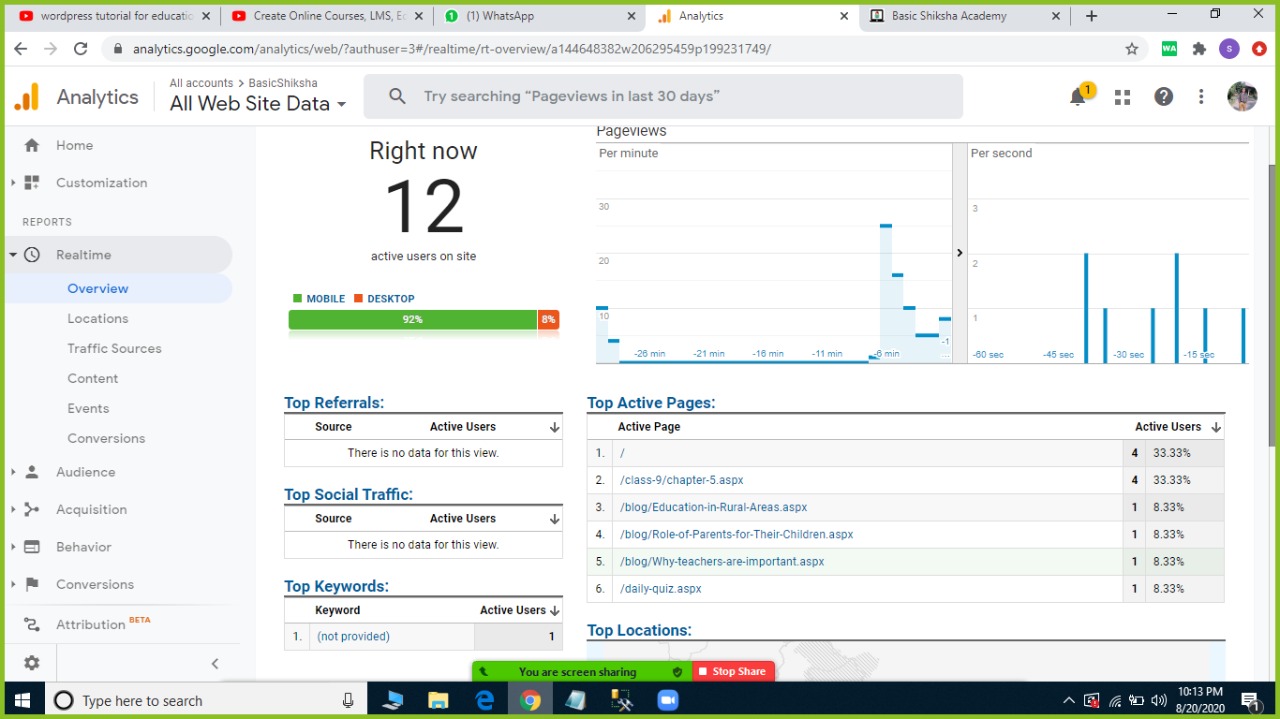 wordpress tutorial for educatio
Create Online Courses, LMS, Ec
(1) WhatsApp
Analytics
Basic Shiksha Academy
analytics.google.com/analytics/web/?authuser=3#/realtime/rt-overview/a144648382w206295459p199231749/
WA
S
Analytics
All accounts > BasicShiksha
All Web Site Data
Try searching “Pageviews in last 30 days”
1
Home
Customization
REPORTS
Realtime
Overview
Locations
Traffic Sources
Content
Events
Conversions
Audience
Acquisition
Behavior
Conversions
Attribution BETA
Right now
12
active users on site
MOBILE DESKTOP
92% 8%
Pageviews
Per minute
30
20
10
-26 min -21 min -16 min -11 min -6 min -1
Per second
3
2
1
-60 sec -45 sec -30 sec -15 sec
Top Referrals:
Source Active Users
There is no data for this view.
Top Social Traffic:
Source Active Users
There is no data for this view.
Top Keywords:
Keyword Active Users
1. (not provided) 1
Top Active Pages:
Active Page Active Users
1. / 4 33.33%
2. /class-9/chapter-5.aspx 4 33.33%
3. /blog/Education-in-Rural-Areas.aspx 1 8.33%
4. /blog/Role-of-Parents-for-Their-Children.aspx 1 8.33%
5. /blog/Why-teachers-are-important.aspx 1 8.33%
6. /daily-quiz.aspx 1 8.33%
Top Locations:
You are screen sharing Stop Share
Type here to search
10:13 PM
8/20/2020
1